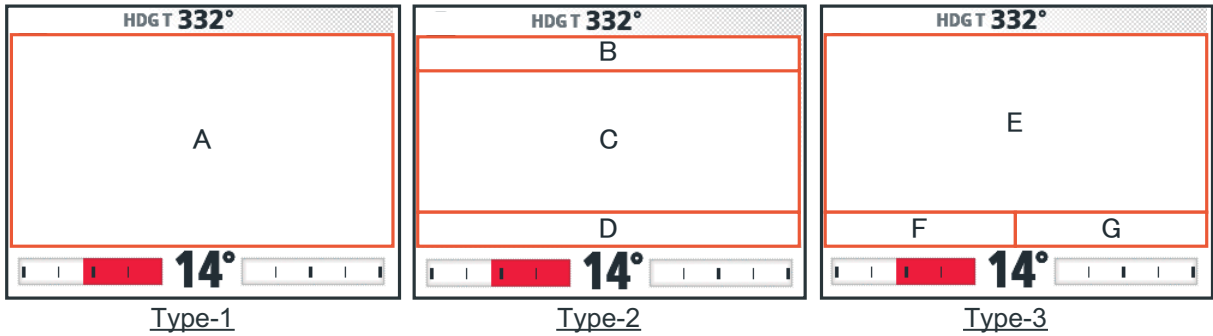 HDG T 332° HDG T 332° HDG T 332°
B
A C E
D F G
14° 14° 14°
Type-1 Type-2 Type-3